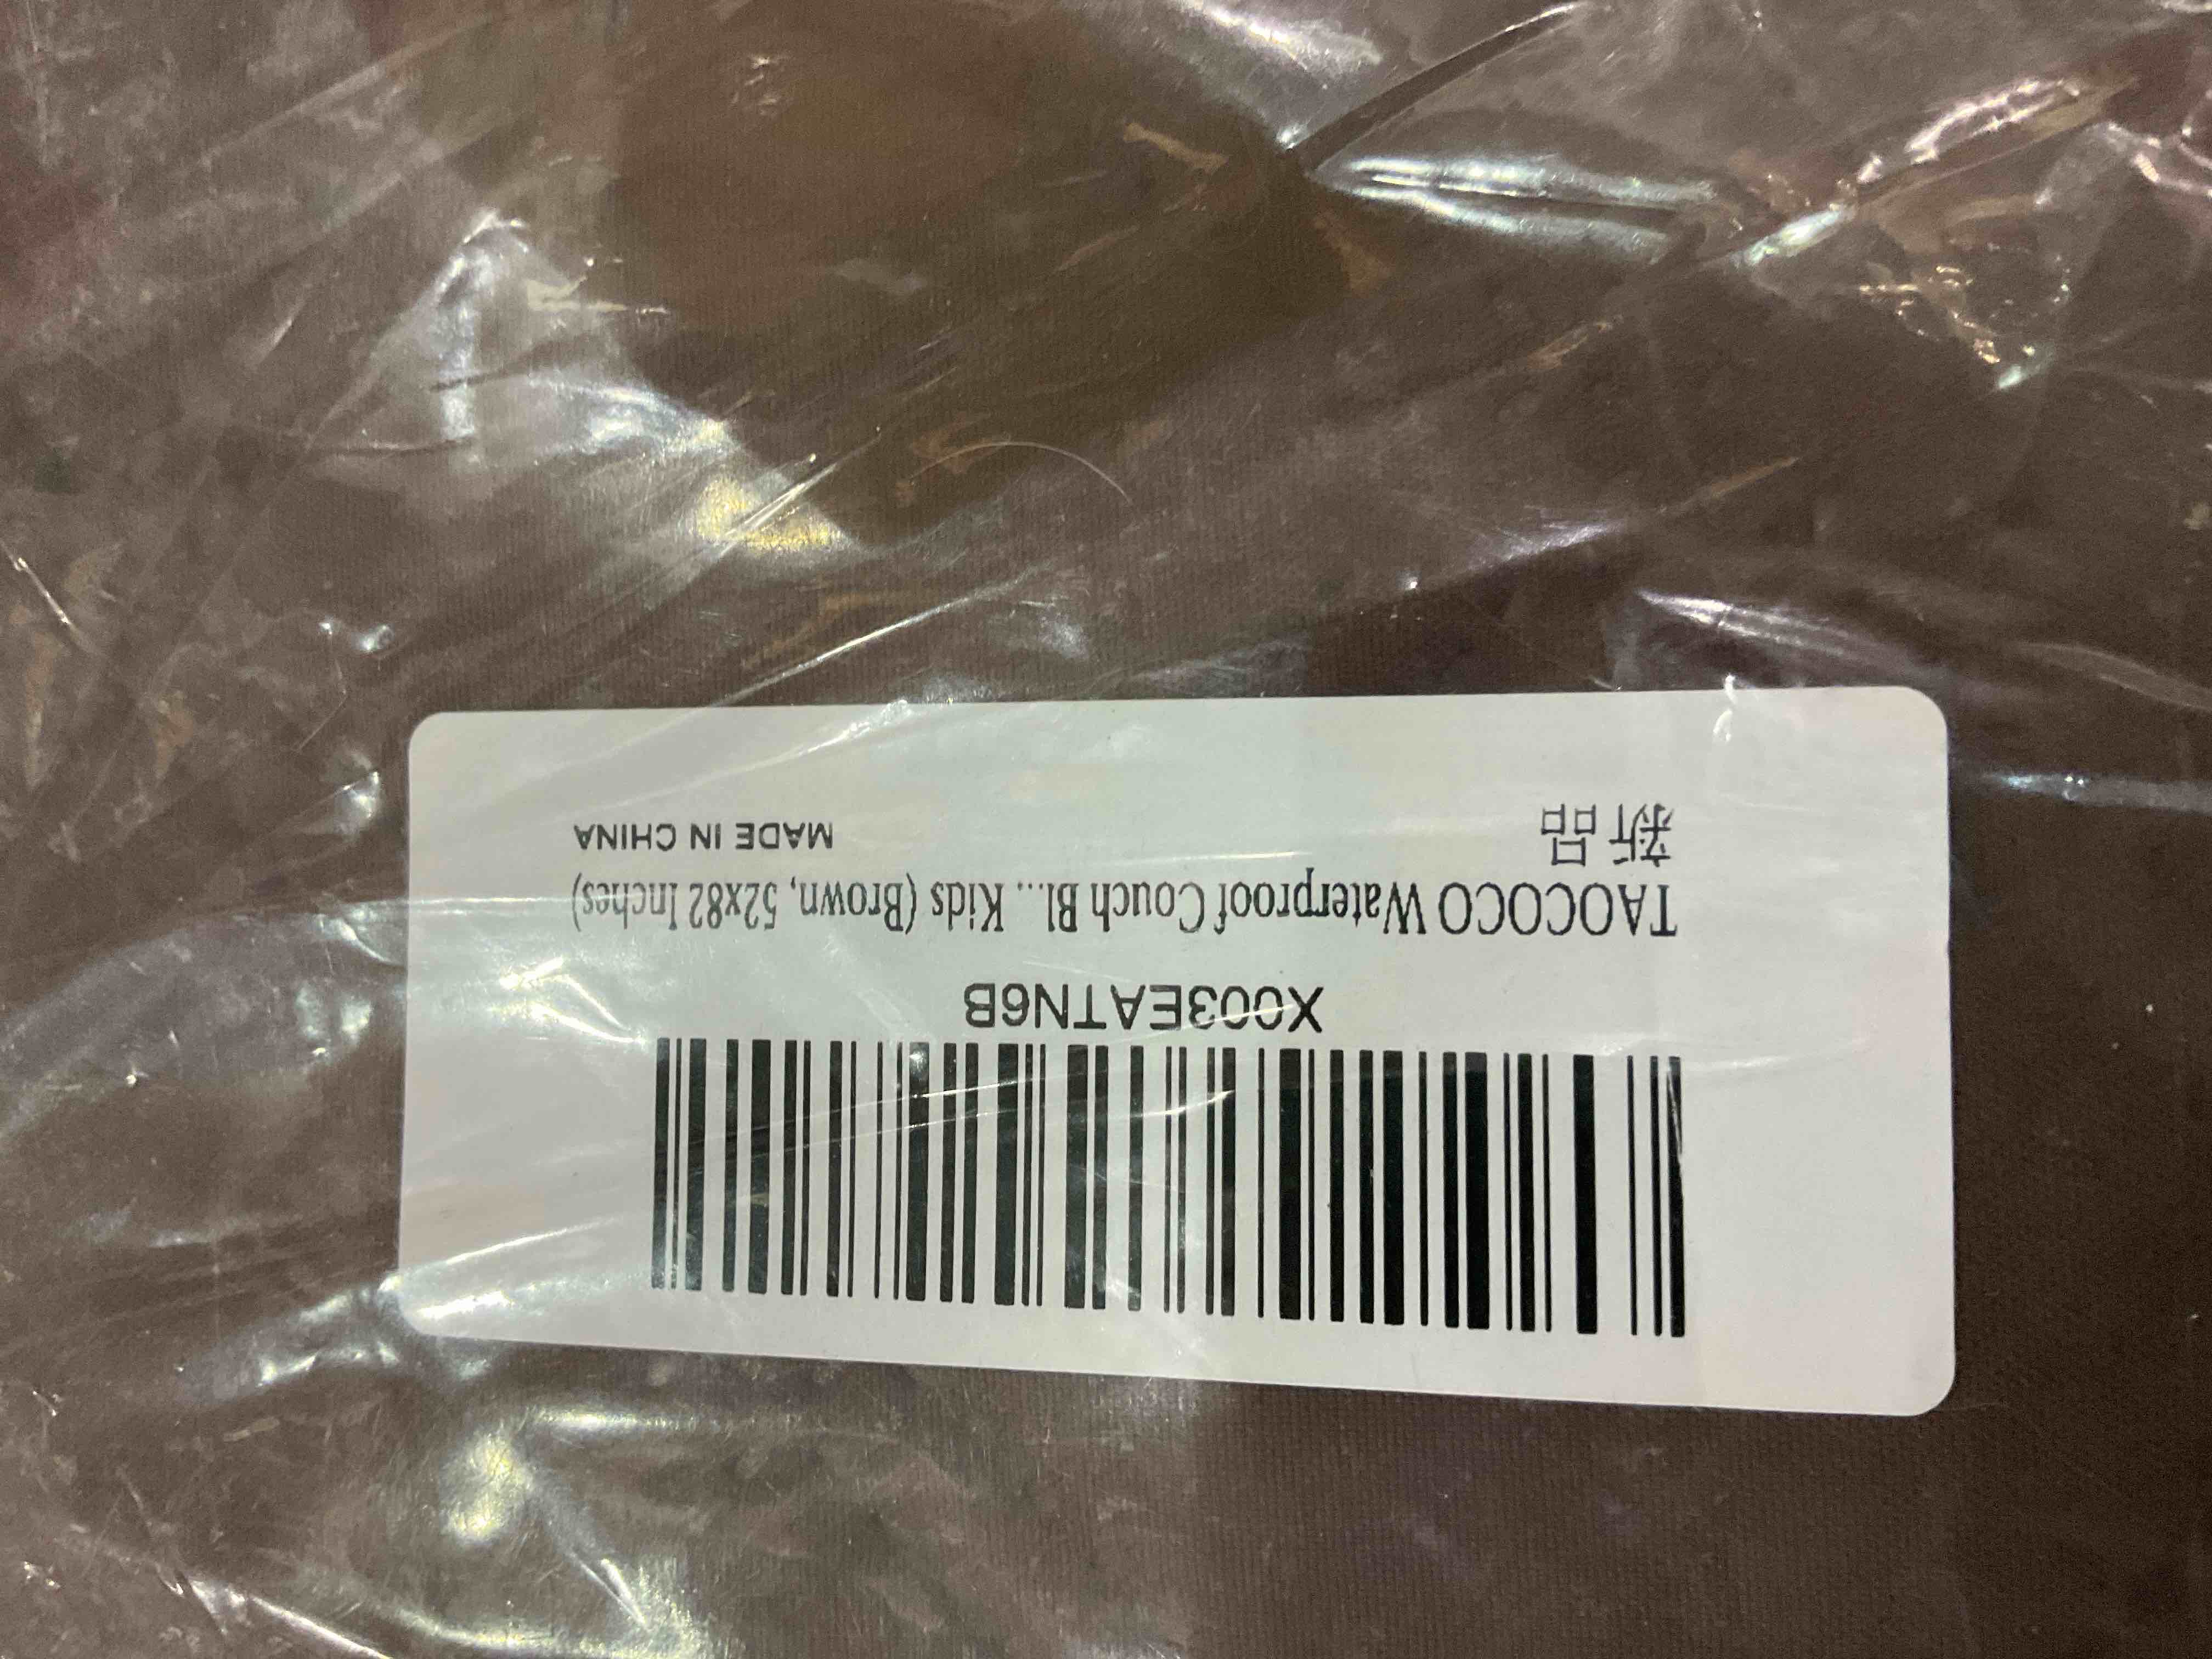 X003EATN6B
TAOCOCO Waterproof Couch Bl... Kids (Brown, 52x82 Inches)
新品
MADE IN CHINA